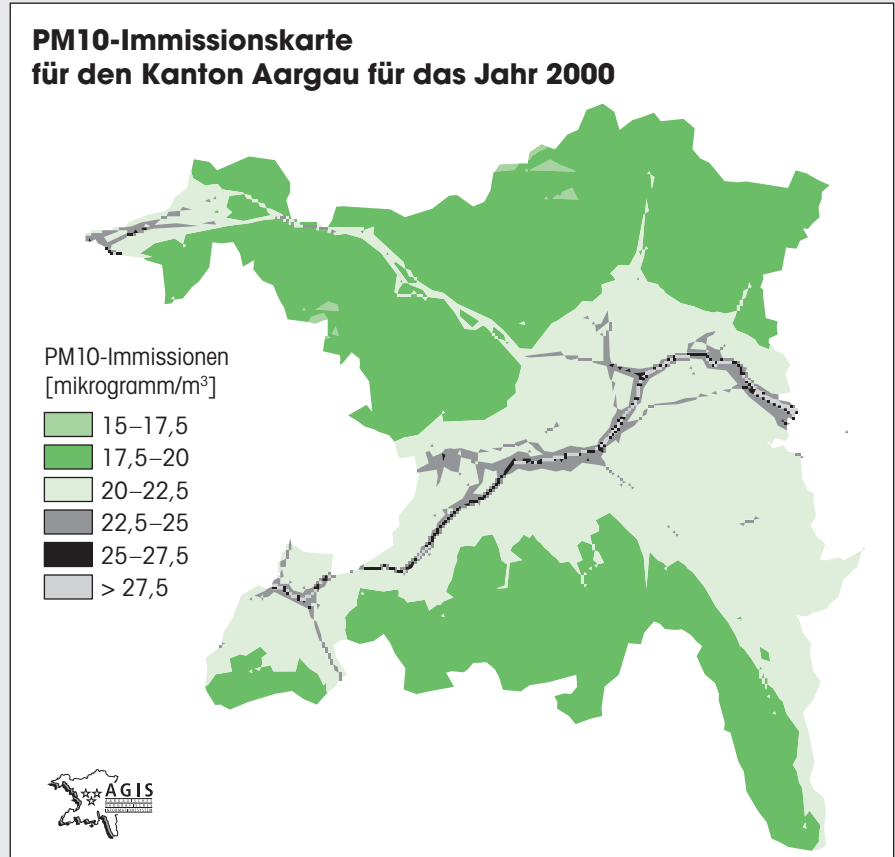 PM10-Immissionskarte
für den Kanton Aargau für das Jahr 2000
PM10-Immissionen
[mikrogramm/m³]
15–17,5
17,5–20
20–22,5
22,5–25
25–27,5
> 27,5
AGIS